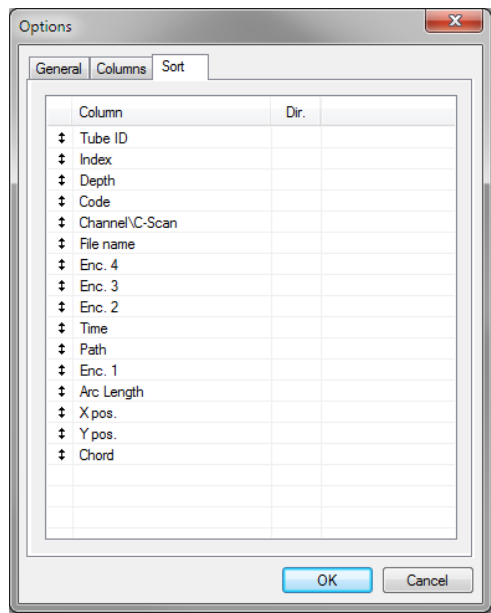 Options
General Columns Sort
Column Dir.
Tube ID
Index
Depth
Code
Channel\C-Scan
File name
Enc. 4
Enc. 3
Enc. 2
Time
Path
Enc. 1
Arc Length
X pos.
Y pos.
Chord
OK Cancel